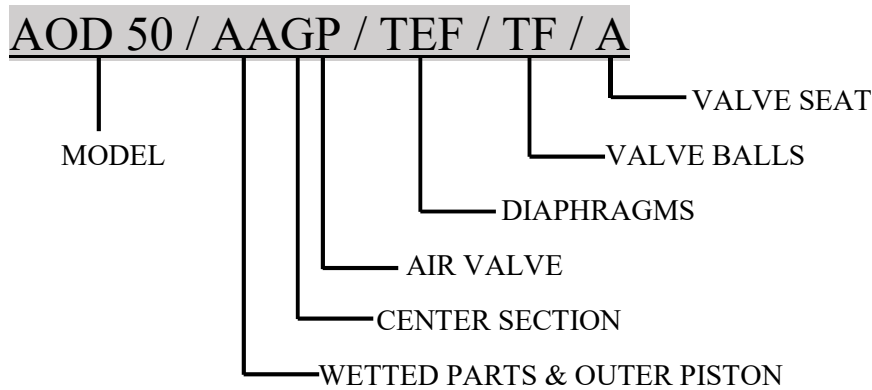 AOD 50 / AAGP / TEF / TF / A
VALVE SEAT
MODEL
VALVE BALLS
DIAPHRAGMS
AIR VALVE
CENTER SECTION
WETTED PARTS & OUTER PISTON